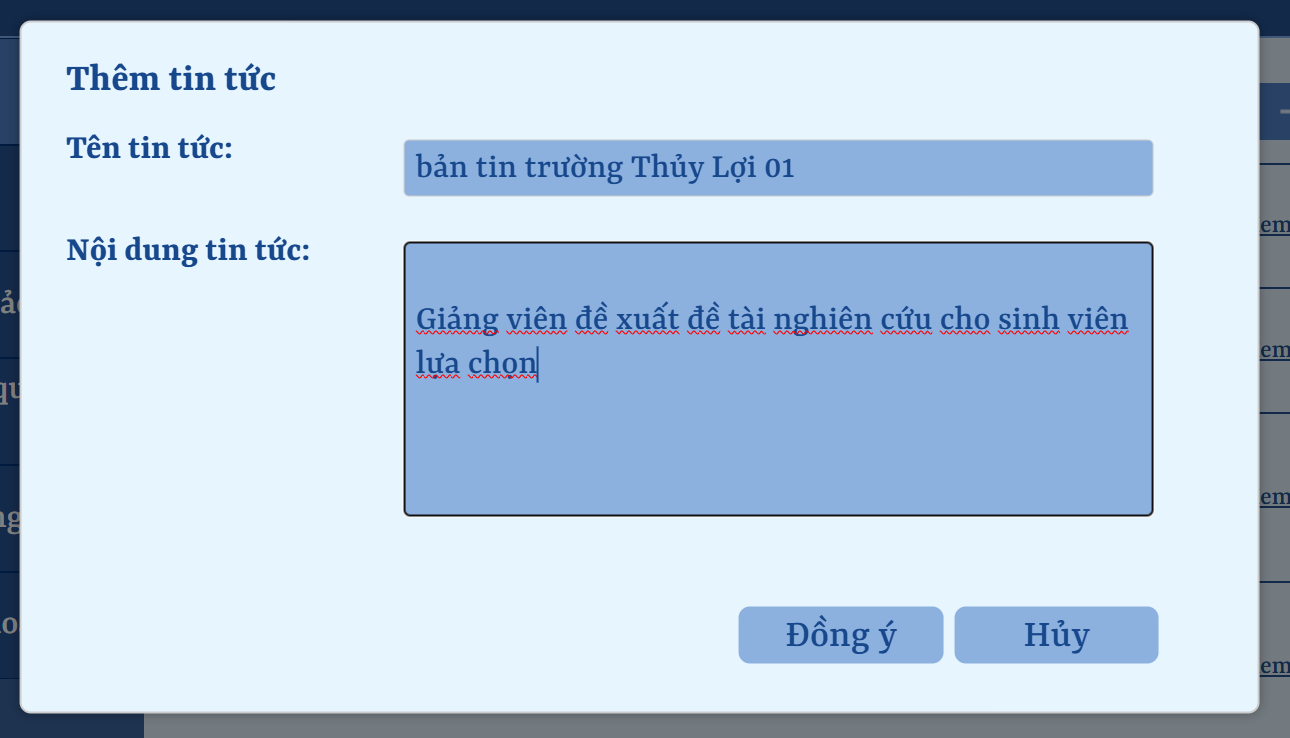 Thêm tin tức
Tên tin tức:
bản tin trường Thủy Lợi 01
Nội dung tin tức:
Giảng viên đề xuất đề tài nghiên cứu cho sinh viên
lựa chọn
Đồng ý
Hủy